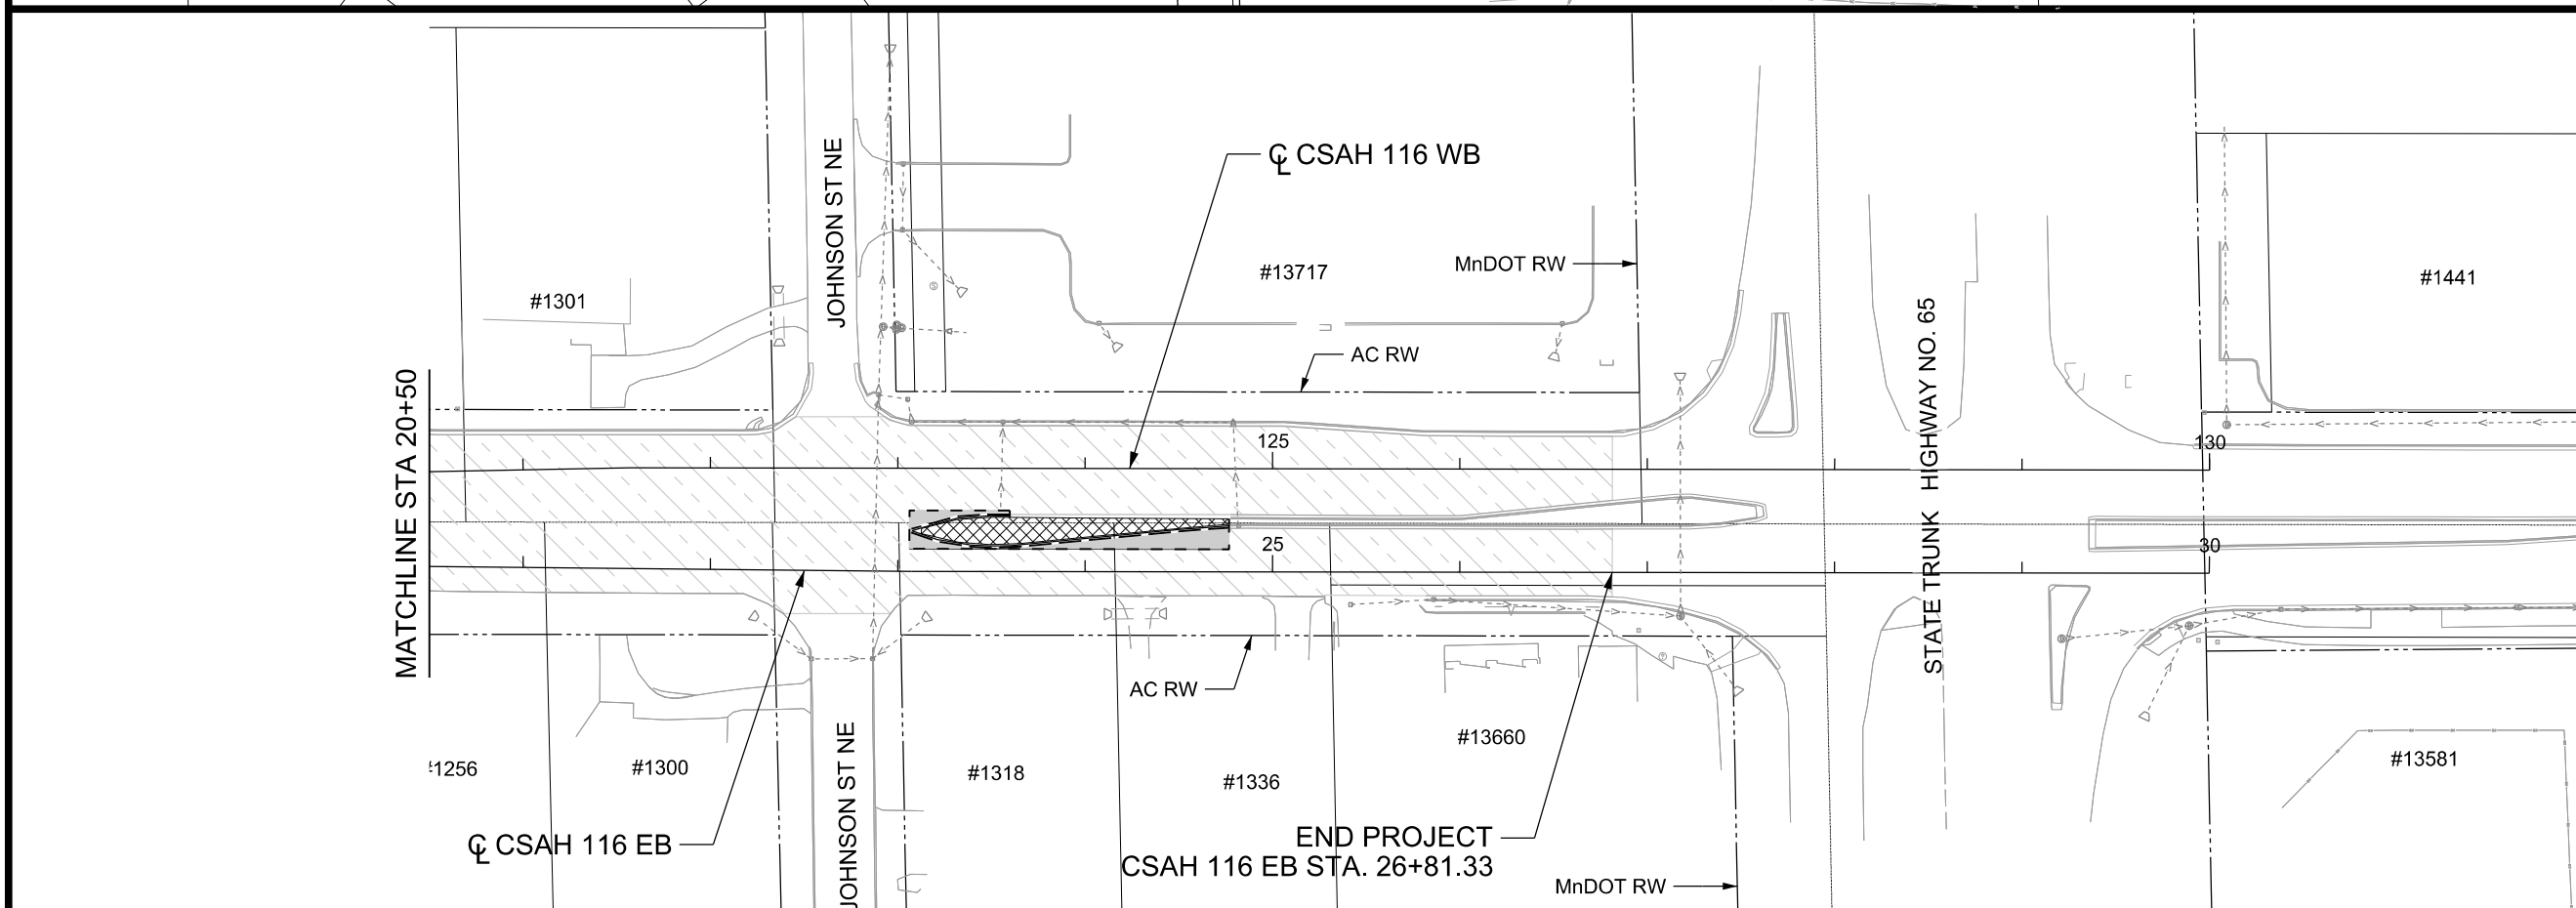 ℄ CSAH 116 WB
JOHNSON ST NE
MnDOT RW
#13717
#1441
#1301
AC RW
STATE TRUNK HIGHWAY NO. 65
MATCHLINE STA 20+50
125
130
25
30
AC RW
#13660
#1256
#1300
#1318
#1336
#13581
JOHNSON ST NE
℄ CSAH 116 EB
END PROJECT
CSAH 116 EB STA. 26+81.33
MnDOT RW